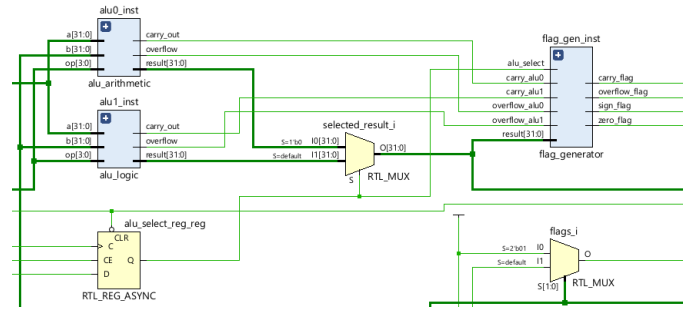 alu0_inst
a[31:0]
b[31:0]
op[3:0]
carry_out
overflow
result[31:0]
alu_arithmetic
alu1_inst
a[31:0]
b[31:0]
op[3:0]
carry_out
overflow
result[31:0]
alu_logic
selected_result_i
S=1'b0
I0[31:0]
S=default
I1[31:0]
O[31:0]
S
RTL_MUX
flag_gen_inst
alu_select
carry_alu0
carry_alu1
overflow_alu0
overflow_alu1
result[31:0]
carry_flag
overflow_flag
sign_flag
zero_flag
flag_generator
alu_select_reg_reg
CLR
C
CE
D
Q
RTL_REG_ASYNC
flags_i
S=2'b01
I0
S=default
I1
O
S[1:0]
RTL_MUX